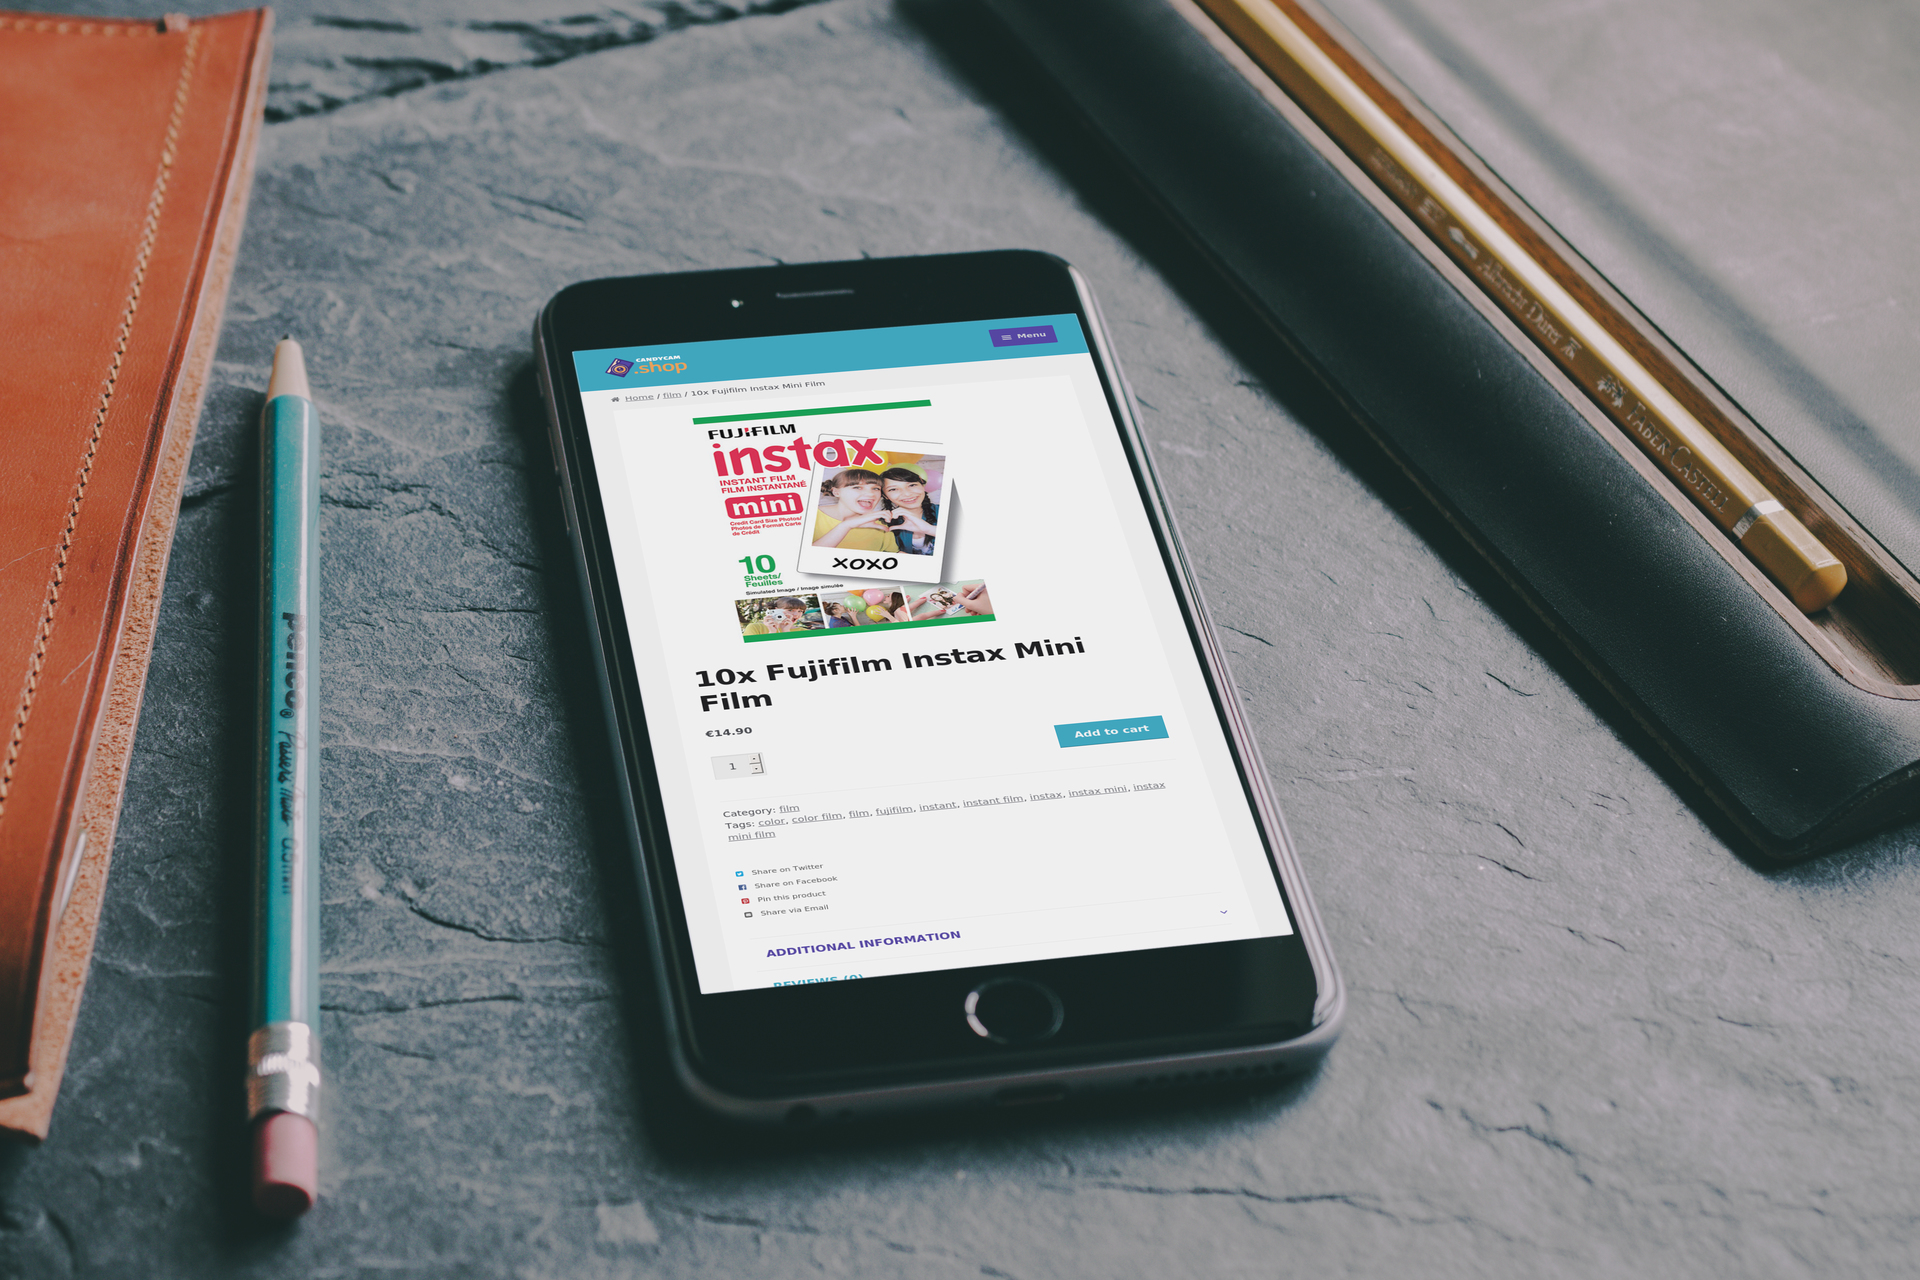 CANDYCAM
.shop
Menu
Home / film / 10x Fujifilm Instax Mini Film
FUJIFILM
instax
INSTANT FILM
FILM INSTANTANÉ
mini
Credit Card Size Photos/
Photos de Format Carte
de Crédit
10
Sheets/
Feuilles
XOXO
Simulated Image / Image simulée
10x Fujifilm Instax Mini
Film
€14.90
Add to cart
1
Category: film
Tags: color, color film, film, fujifilm, instant, instant film, instax, instax mini, instax
mini film
Share on Twitter
Share on Facebook
Pin this product
Share via Email
ADDITIONAL INFORMATION
REVIEWS (0)
penco®
Albrecht Dürer
FABER CASTELL